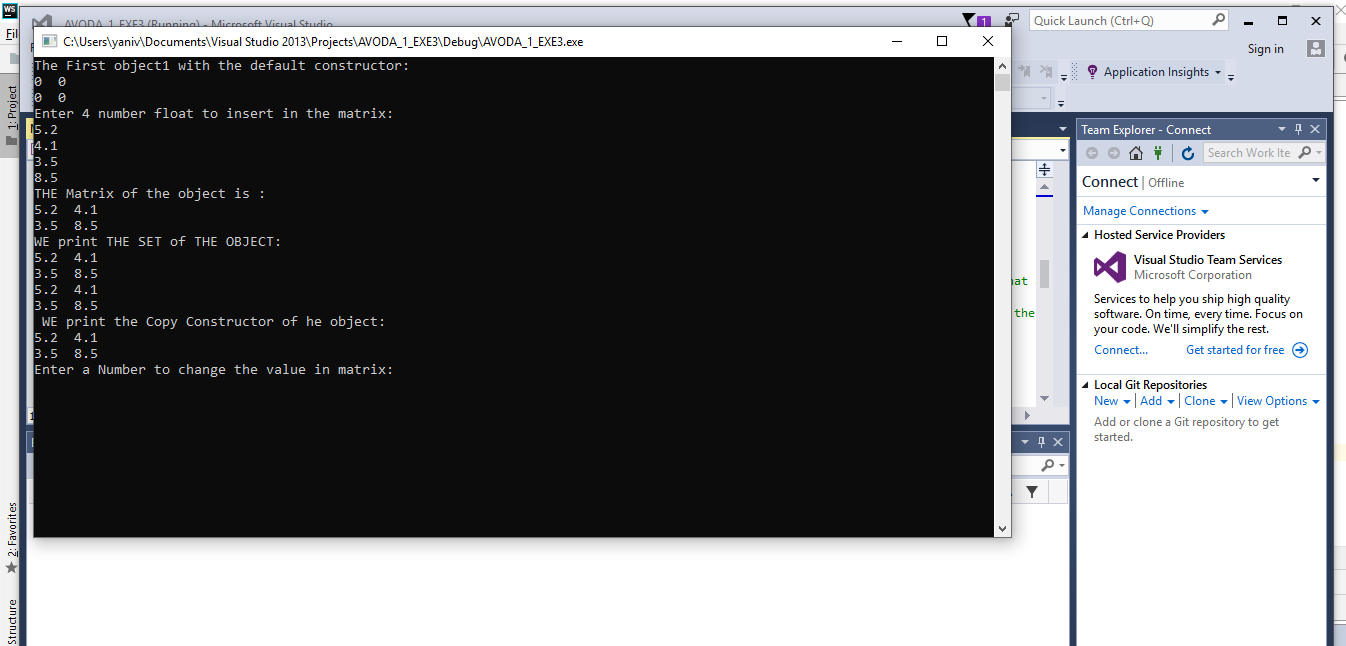 WS
AVODA_1_EXE3 (Running) - Microsoft Visual Studio
1
Quick Launch (Ctrl+Q)
Sign in
Application Insights
C:\Users\yaniv\Documents\Visual Studio 2013\Projects\AVODA_1_EXE3\Debug\AVODA_1_EXE3.exe
The First object1 with the default constructor:
0  0
0  0
Enter 4 number float to insert in the matrix:
5.2
4.1
3.5
8.5
THE Matrix of the object is :
5.2  4.1
3.5  8.5
WE print THE SET of THE OBJECT:
5.2  4.1
3.5  8.5
5.2  4.1
3.5  8.5
 WE print the Copy Constructor of he object:
5.2  4.1
3.5  8.5
Enter a Number to change the value in matrix:
the
Team Explorer - Connect
Search Work Ite
Connect | Offline
Manage Connections
Hosted Service Providers
Visual Studio Team Services
Microsoft Corporation
Services to help you ship high quality
software. On time, every time. Focus on
your code. We'll simplify the rest.
Connect... Get started for free
Local Git Repositories
New | Add | Clone | View Options
Add or clone a Git repository to get
started.
1: Project
2: Favorites
Structure